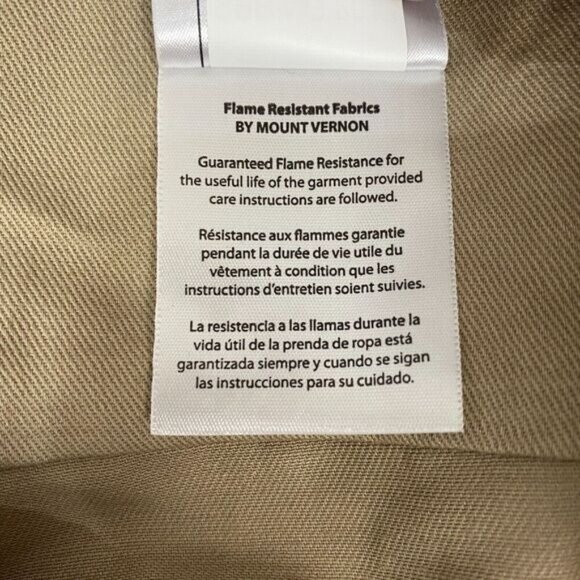 Flame Resistant Fabrics
BY MOUNT VERNON
Guaranteed Flame Resistance for
the useful life of the garment provided
care instructions are followed.
Résistance aux flammes garantie
pendant la durée de vie utile du
vêtement à condition que les
instructions d'entretien soient suivies.
La resistencia a las llamas durante la
vida útil de la prenda de ropa está
garantizada siempre y cuando se sigan
las instrucciones para su cuidado.